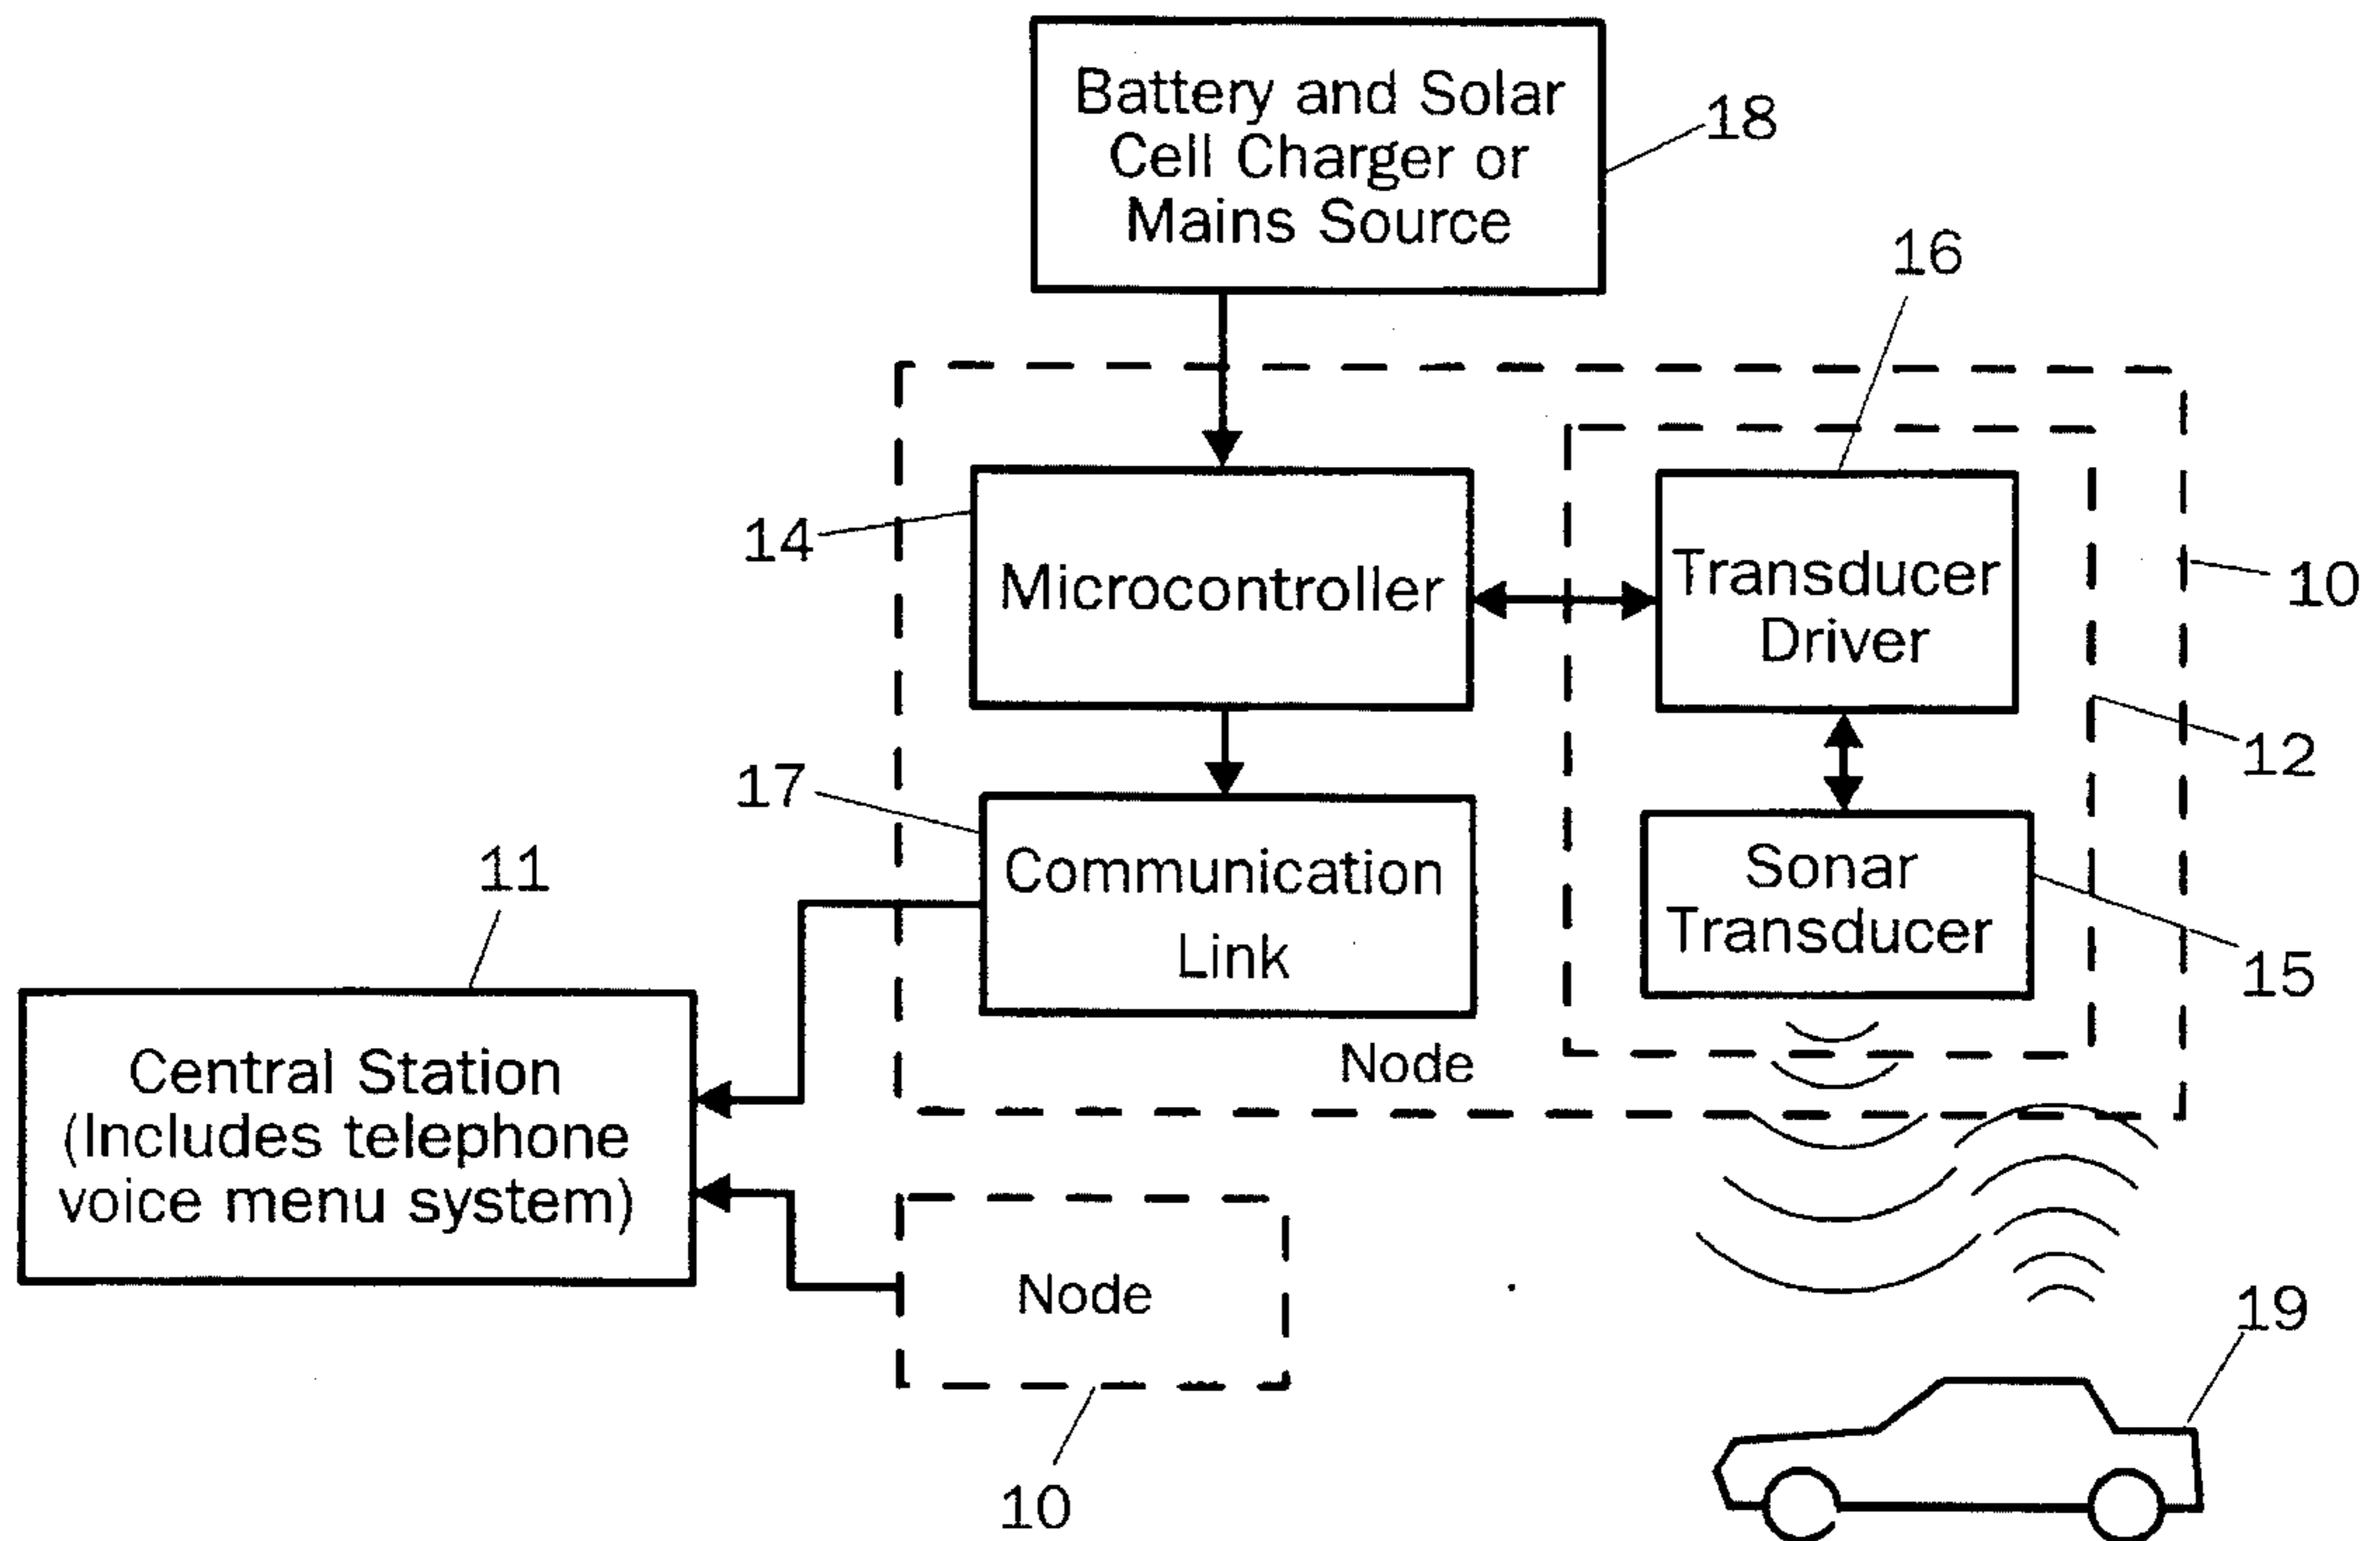 Battery and Solar
Cell Charger or
Mains Source
18
16
14
Microcontroller
Transducer
Driver
10
12
17
Communication
Link
Sonar
Transducer
15
11
Central Station
(Includes telephone
voice menu system)
Node
Node
10
19